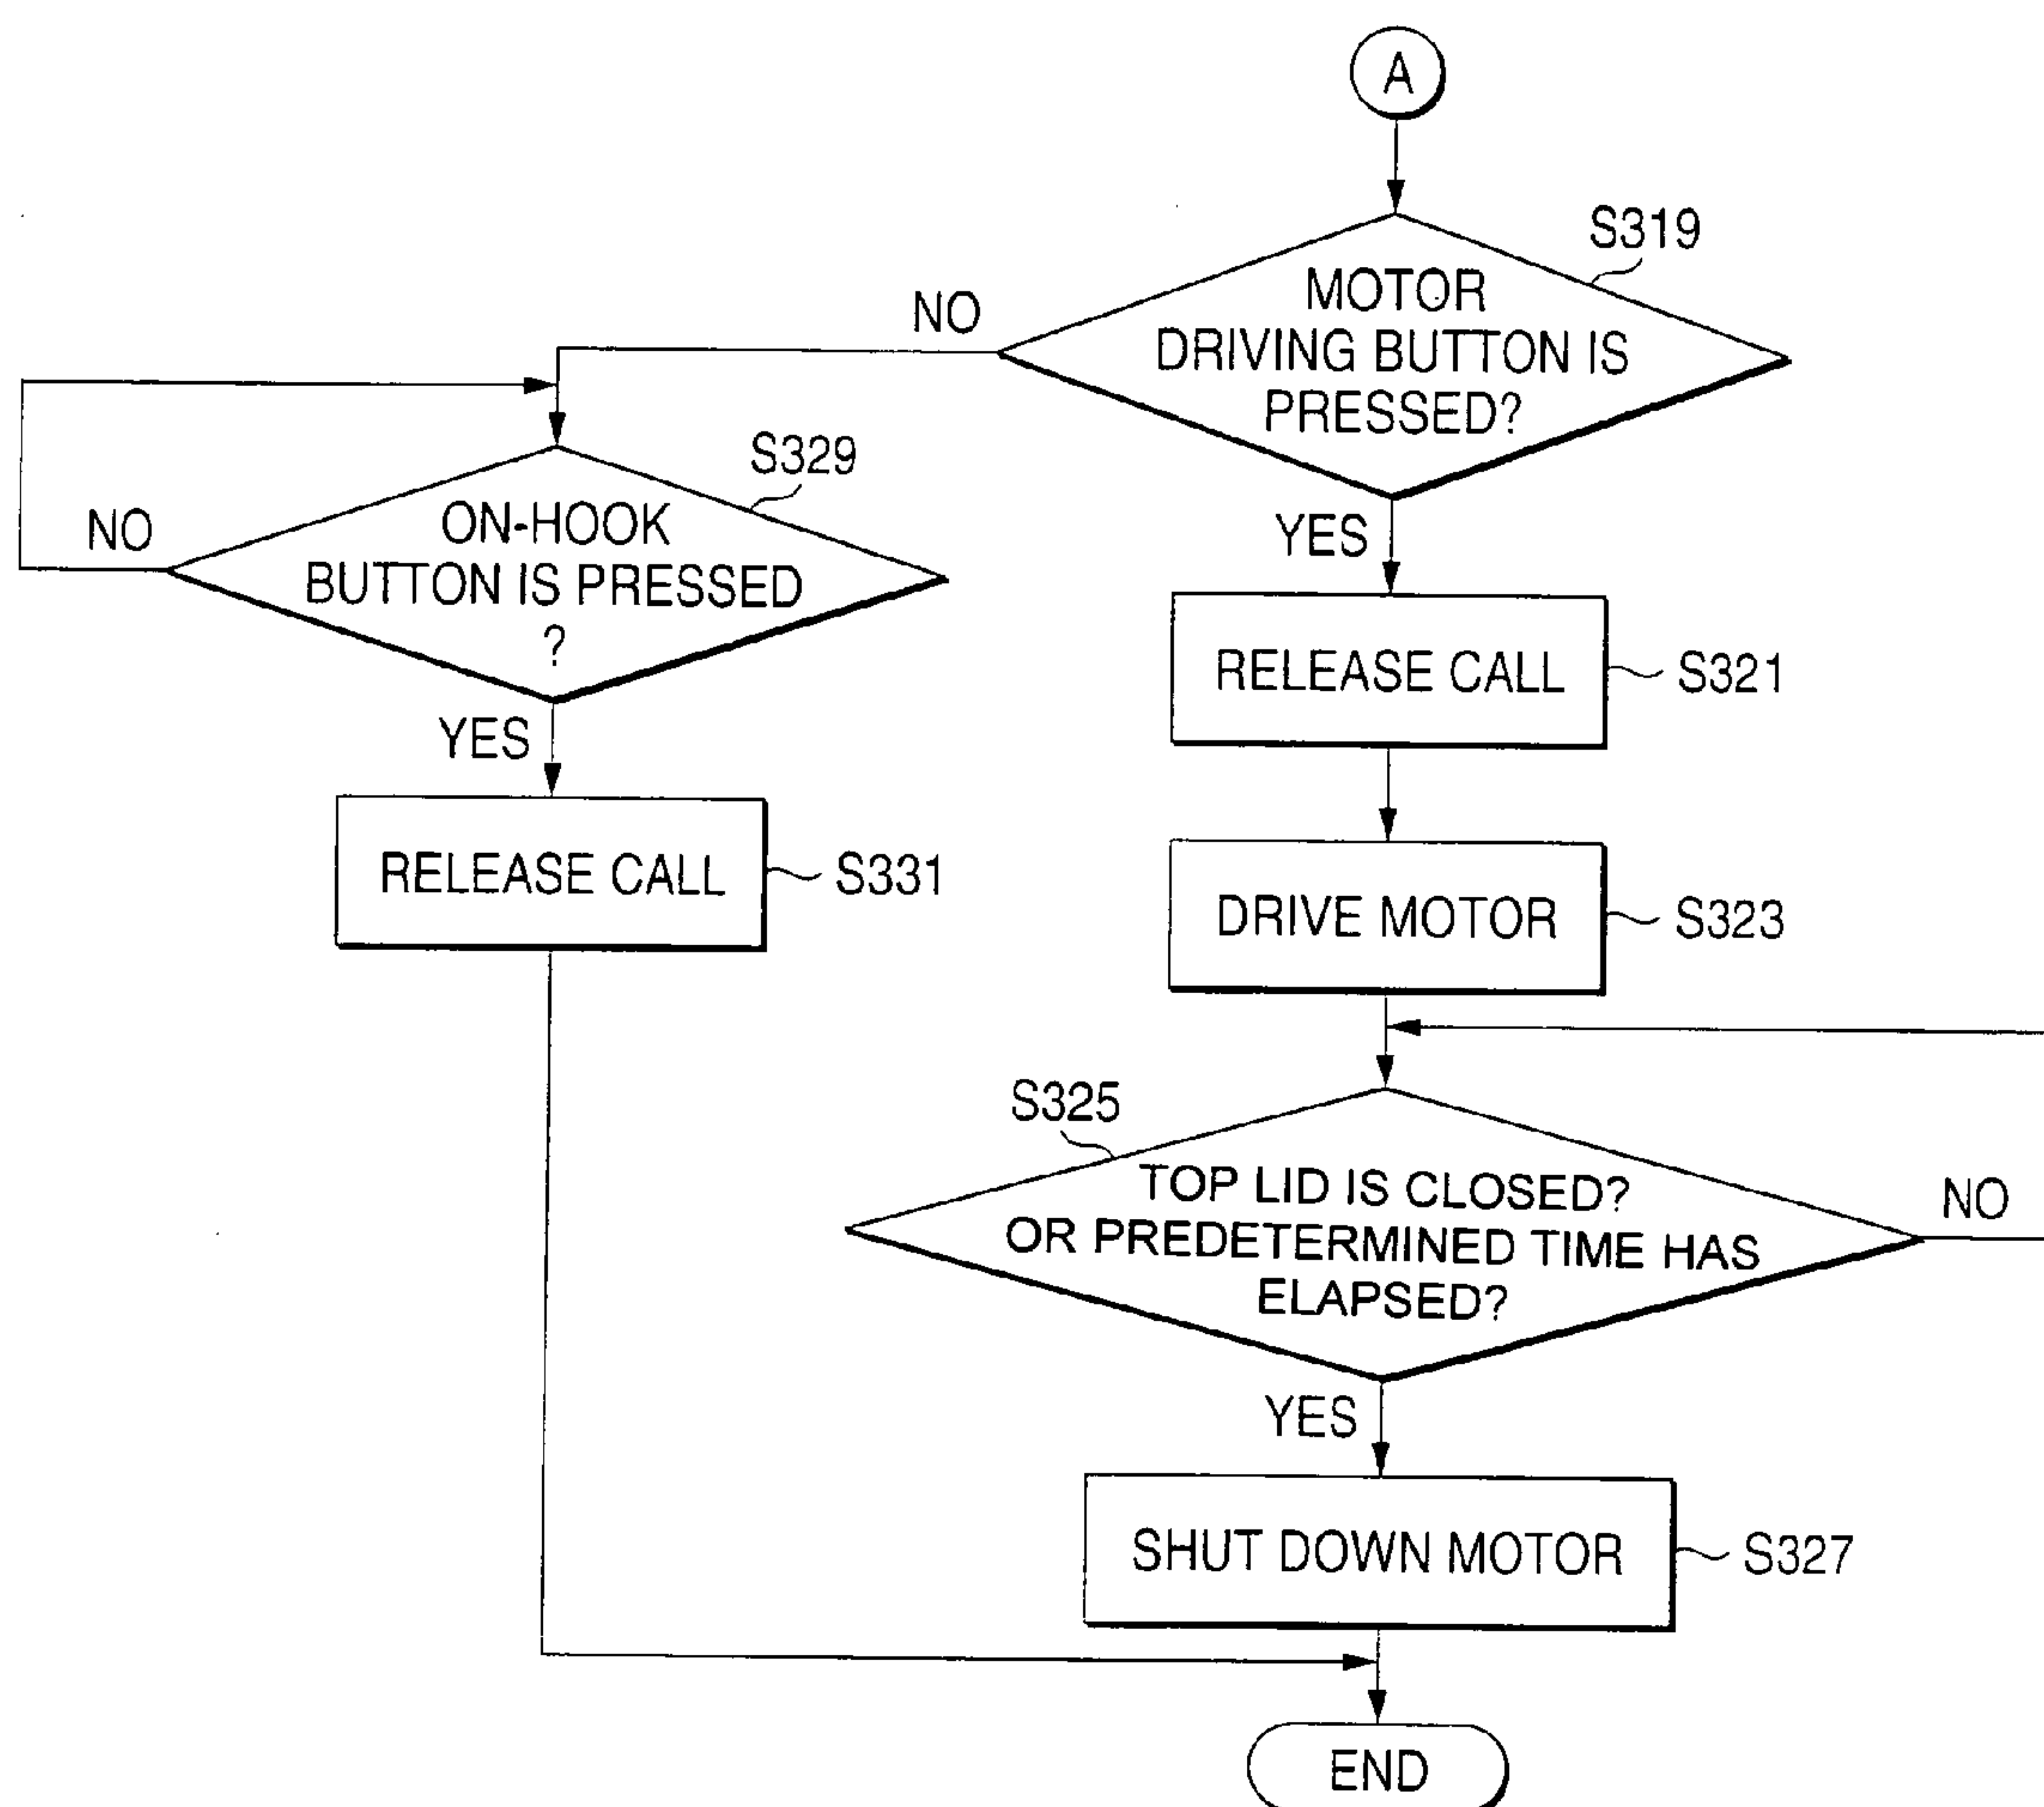 A
S319
MOTOR
DRIVING BUTTON IS
PRESSED?
NO
YES
S329
ON-HOOK
BUTTON IS PRESSED
?
NO
YES
RELEASE CALL
S321
RELEASE CALL
S331
DRIVE MOTOR
S323
S325
TOP LID IS CLOSED?
OR PREDETERMINED TIME HAS
ELAPSED?
NO
YES
SHUT DOWN MOTOR
S327
END